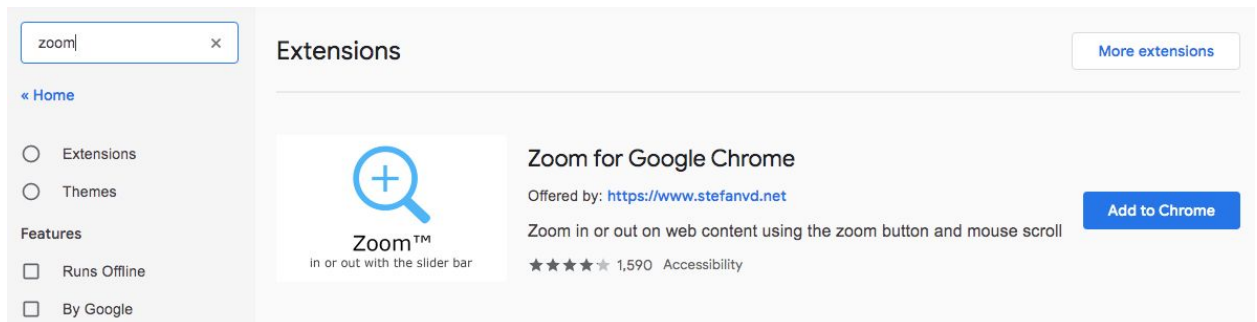 zoom
Extensions
More extensions
« Home
Extensions
Themes
Features
Runs Offline
By Google
Zoom™
in or out with the slider bar
Zoom for Google Chrome
Offered by: https://www.stefanvd.net
Zoom in or out on web content using the zoom button and mouse scroll
1,590 Accessibility
Add to Chrome